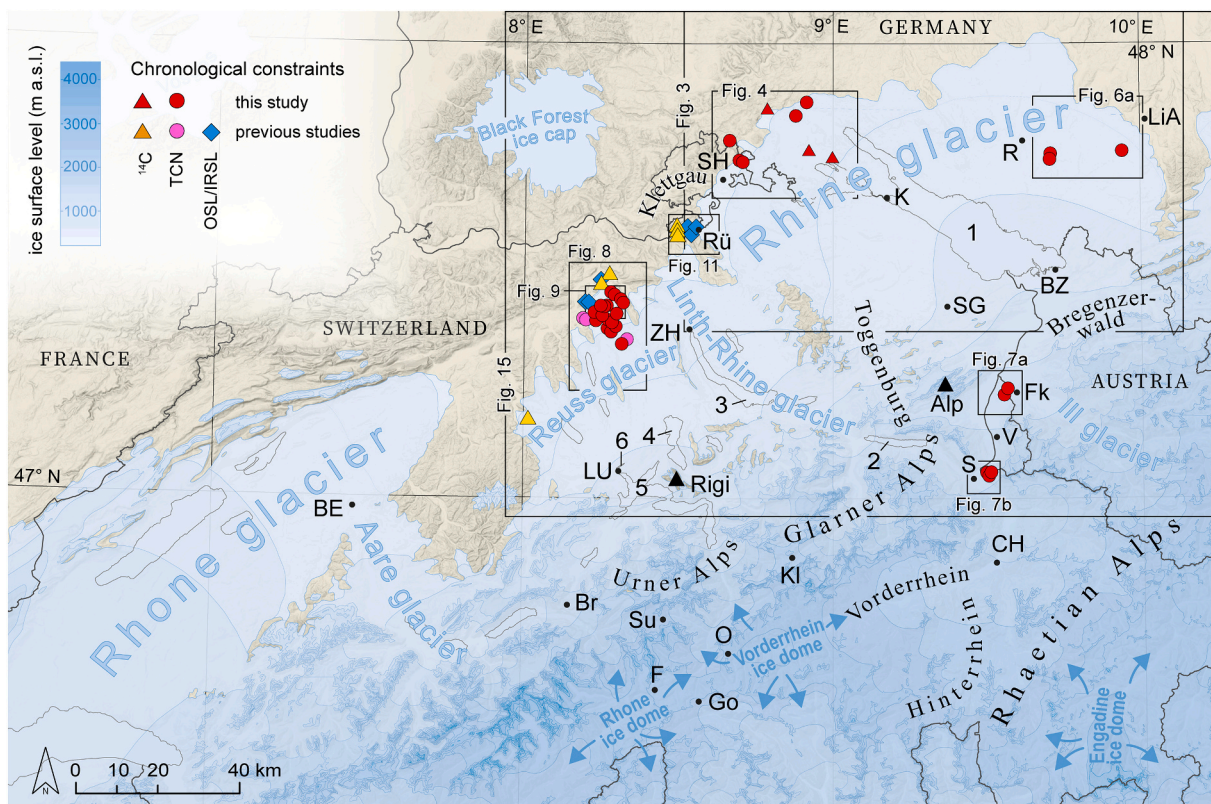 8° E
9° E
GERMANY
10° E
48° N
ice surface level (m a.s.l.)
4000
3000
2000
1000
Chronological constraints
this study
previous studies
14C
TCN
OSL/IRSL
Black Forest
ice cap
Fig. 3
Fig. 4
Fig. 6a
LiA
R
SH
Klettgau
K
Rhine glacier
1
Rü
Fig. 11
Fig. 8
Fig. 9
BZ
SG
Bregenzer-
wald
SWITZERLAND
ZH
Linth-Rhine glacier
Toggenburg
FRANCE
Fig. 15
Reuss glacier
Fig. 7a
AUSTRIA
Alp
Fk
3
Ill glacier
4
6
2
V
47° N
LU
5
Rigi
S
Fig. 7b
Rhone glacier
BE
Aare glacier
Glarner Alps
Urner Alps
Kl
CH
Vorderrhein
Br
Su
O
Vorderrhein
ice dome
Hinterrhein
Rhaetian Alps
F
Go
Rhone
ice dome
Engadine
ice dome
N
0 10 20 40 km